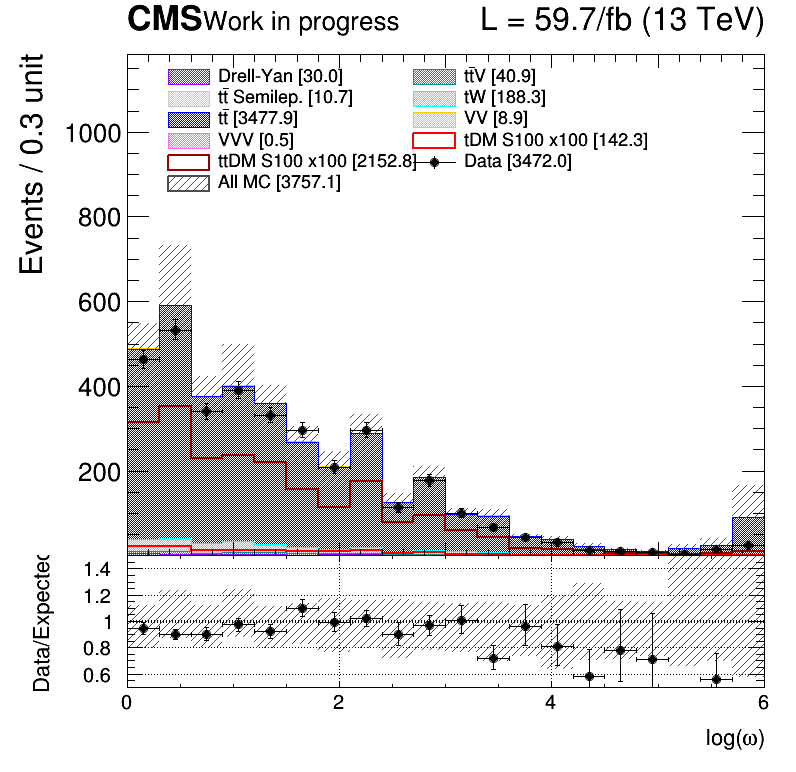 CMS Work in progress L = 59.7/fb (13 TeV)
Events / 0.3 unit
Drell-Yan [30.0]
tt̄V [40.9]
tt̄ Semilep. [10.7]
tW [188.3]
tt̄ [3477.9]
VV [8.9]
VVV [0.5]
tDM S100 x100 [142.3]
ttDM S100 x100 [2152.8]
Data [3472.0]
All MC [3757.1]
1000
800
600
400
200
Data/Expected
1.4
1.2
1
0.8
0.6
0 2 4 6
log(ω)